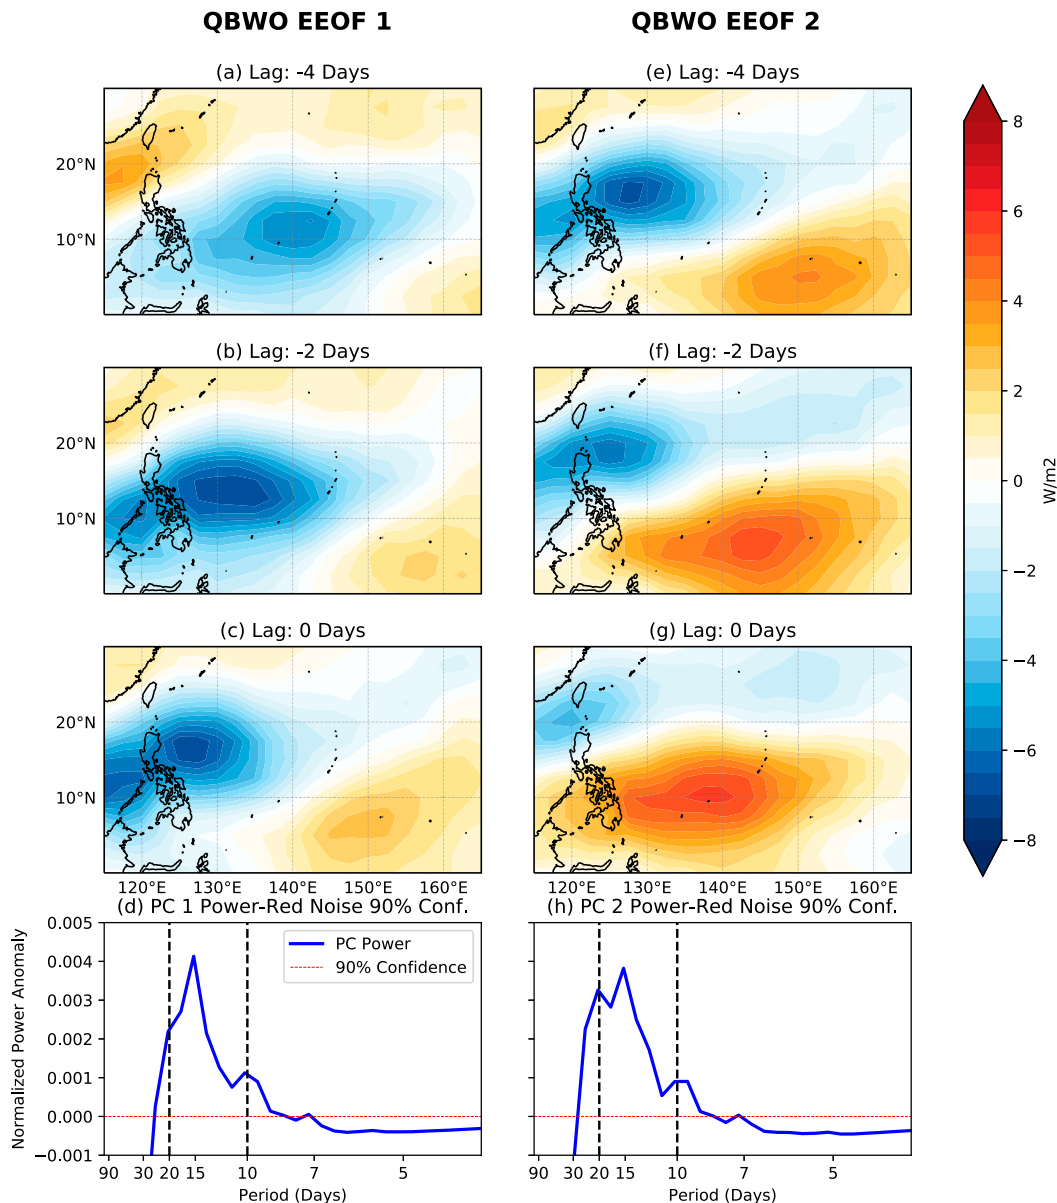 QBWO EEOF 1
QBWO EEOF 2
(a) Lag: -4 Days
(e) Lag: -4 Days
20°N
10°N
(b) Lag: -2 Days
(f) Lag: -2 Days
20°N
10°N
(c) Lag: 0 Days
(g) Lag: 0 Days
20°N
10°N
120°E 130°E 140°E 150°E 160°E
120°E 130°E 140°E 150°E 160°E
8
6
4
2
0
−2
−4
−6
−8
W/m2
(d) PC 1 Power-Red Noise 90% Conf.
(h) PC 2 Power-Red Noise 90% Conf.
Normalized Power Anomaly
0.005
0.004
0.003
0.002
0.001
0.000
−0.001
PC Power
90% Confidence
90 30 20 15 10 7 5
90 30 20 15 10 7 5
Period (Days)
Period (Days)